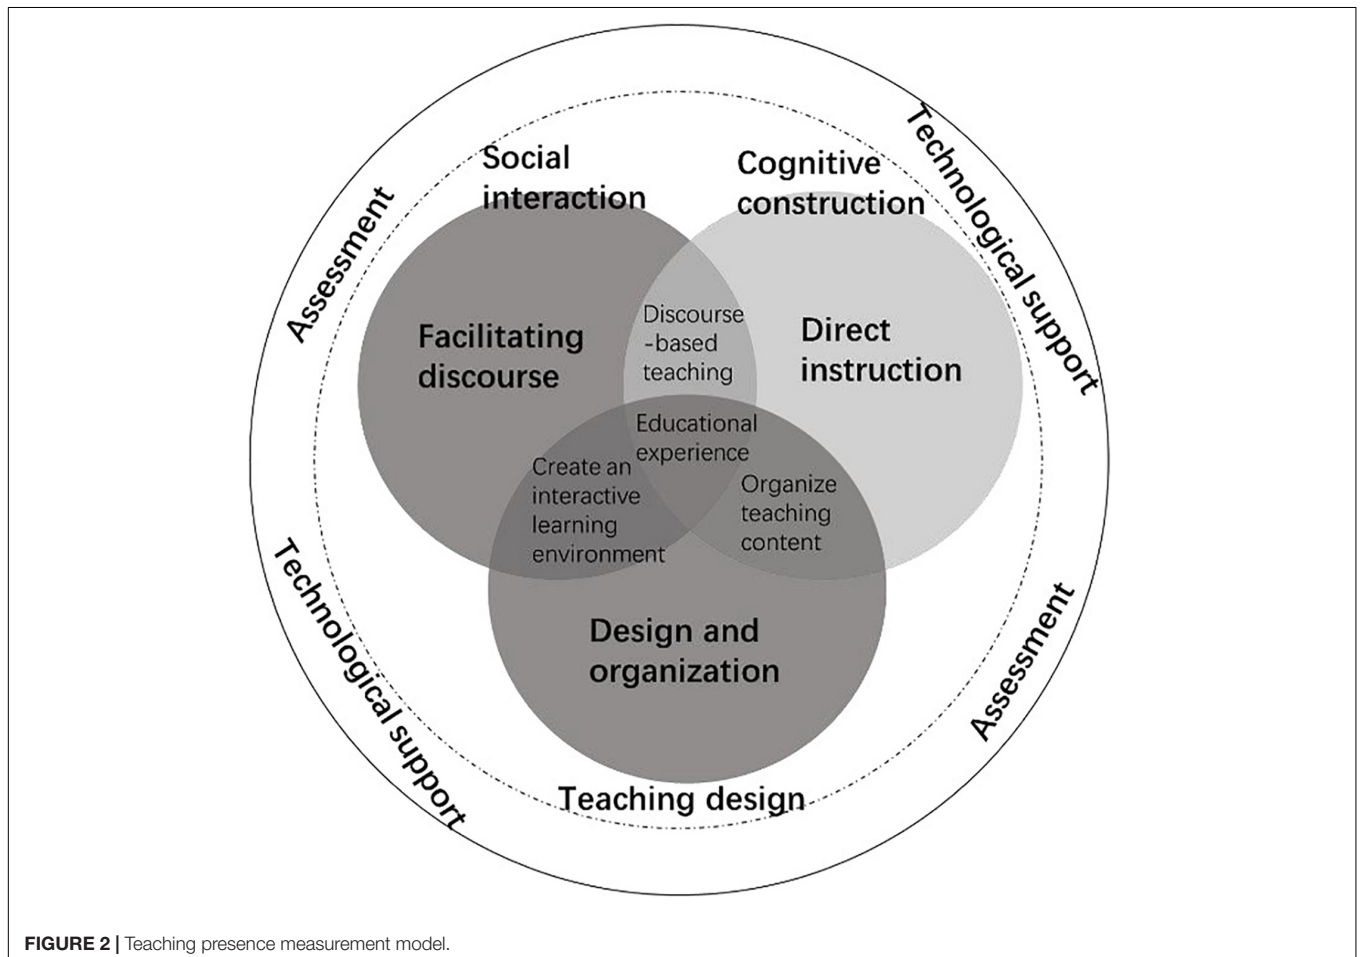 Social
interaction
Cognitive
construction
Technological support
Assessment
Facilitating
discourse
Discourse
-based
teaching
Direct
instruction
Educational
experience
Create an
interactive
learning
environment
Organize
teaching
content
Technological support
Assessment
Design and
organization
Teaching design
FIGURE 2 | Teaching presence measurement model.